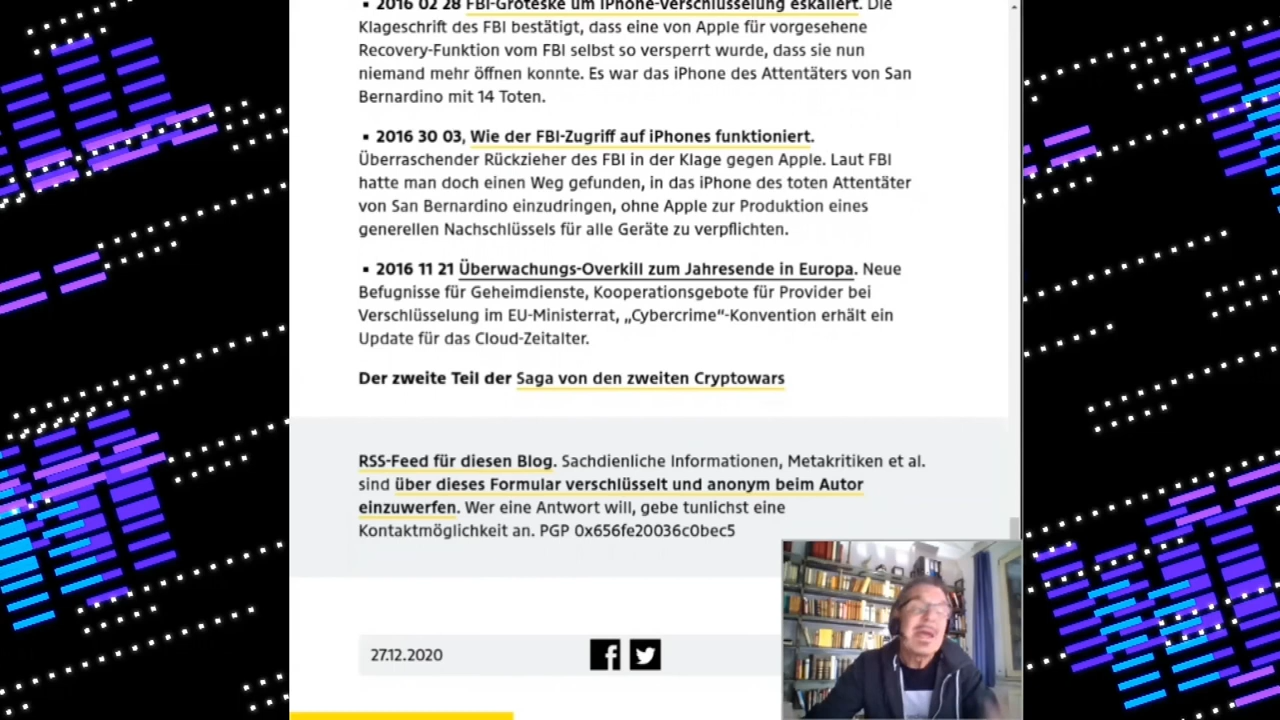 ▪ 2016 02 28 FBI-Groteske um iPhone-Verschlüsselung eskaliert. Die
Klageschrift des FBI bestätigt, dass eine von Apple für vorgesehene
Recovery-Funktion vom FBI selbst so versperrt wurde, dass sie nun
niemand mehr öffnen konnte. Es war das iPhone des Attentäters von San
Bernardino mit 14 Toten.
▪ 2016 30 03, Wie der FBI-Zugriff auf iPhones funktioniert.
Überraschender Rückzieher des FBI in der Klage gegen Apple. Laut FBI
hatte man doch einen Weg gefunden, in das iPhone des toten Attentäter
von San Bernardino einzudringen, ohne Apple zur Produktion eines
generellen Nachschlüssels für alle Geräte zu verpflichten.
▪ 2016 11 21 Überwachungs-Overkill zum Jahresende in Europa. Neue
Befugnisse für Geheimdienste, Kooperationsgebote für Provider bei
Verschlüsselung im EU-Ministerrat, „Cybercrime“-Konvention erhält ein
Update für das Cloud-Zeitalter.
Der zweite Teil der Saga von den zweiten Cryptowars
RSS-Feed für diesen Blog. Sachdienliche Informationen, Metakritiken et al.
sind über dieses Formular verschlüsselt und anonym beim Autor
einzuwerfen. Wer eine Antwort will, gebe tunlichst eine
Kontaktmöglichkeit an. PGP 0x656fe20036c0bec5
27.12.2020